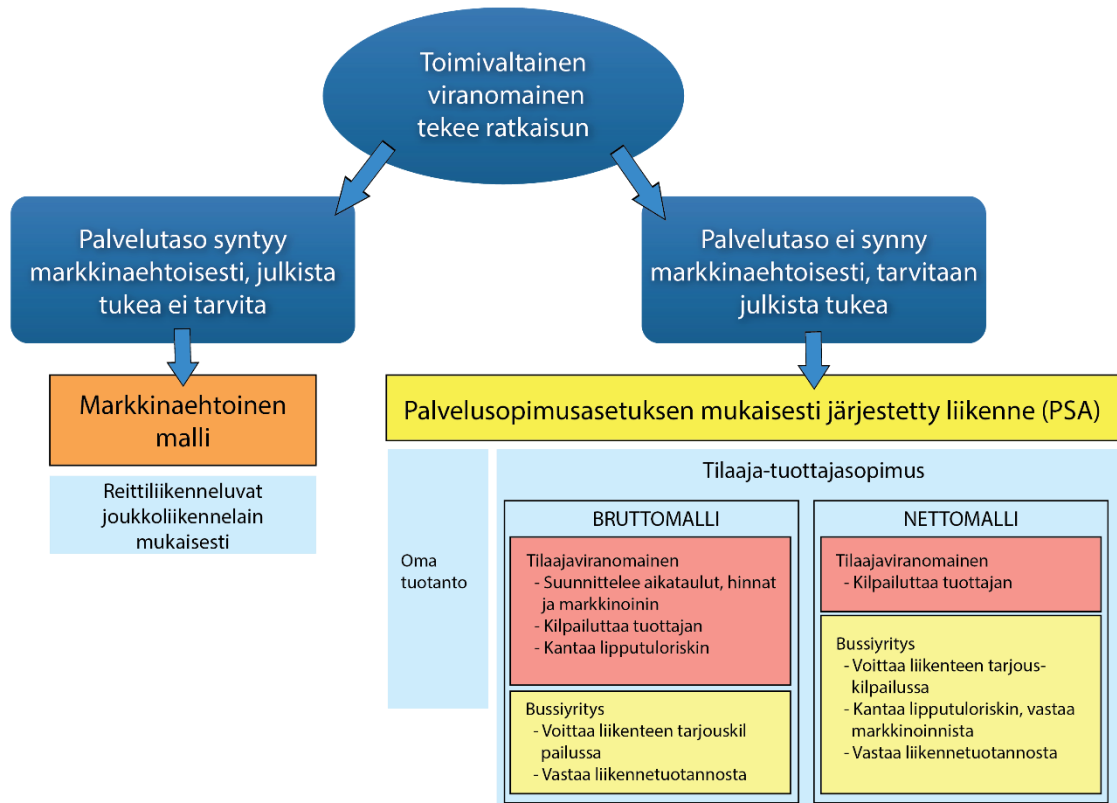 Toimivaltainen
viranomainen
tekee ratkaisun
Palvelutaso syntyy
markkinaehtoisesti, julkista
tukea ei tarvita
Palvelutaso ei synny
markkinaehtoisesti, tarvitaan
julkista tukea
Markkinaehtoinen
malli
Reittiliikenneluvat
joukkoliikennelain
mukaisesti
Palvelusopimusasetuksen mukaisesti järjestetty liikenne (PSA)
Oma
tuotanto
Tilaaja-tuottajasopimus
BRUTTOMALLI
Tilaajaviranomainen
- Suunnittelee aikataulut, hinnat
ja markkinoinin
- Kilpailuttaa tuottajan
- Kantaa lipputuloriskin
Bussiyritys
- Voittaa liikenteen tarjouskil
pailussa
- Vastaa liikennetuotannosta
NETTOMALLI
Tilaajaviranomainen
- Kilpailuttaa tuottajan
Bussiyritys
- Voittaa liikenteen tarjous-
kilpailussa
- Kantaa lipputuloriskin, vastaa
markkinoinnista
- Vastaa liikennetuotannosta